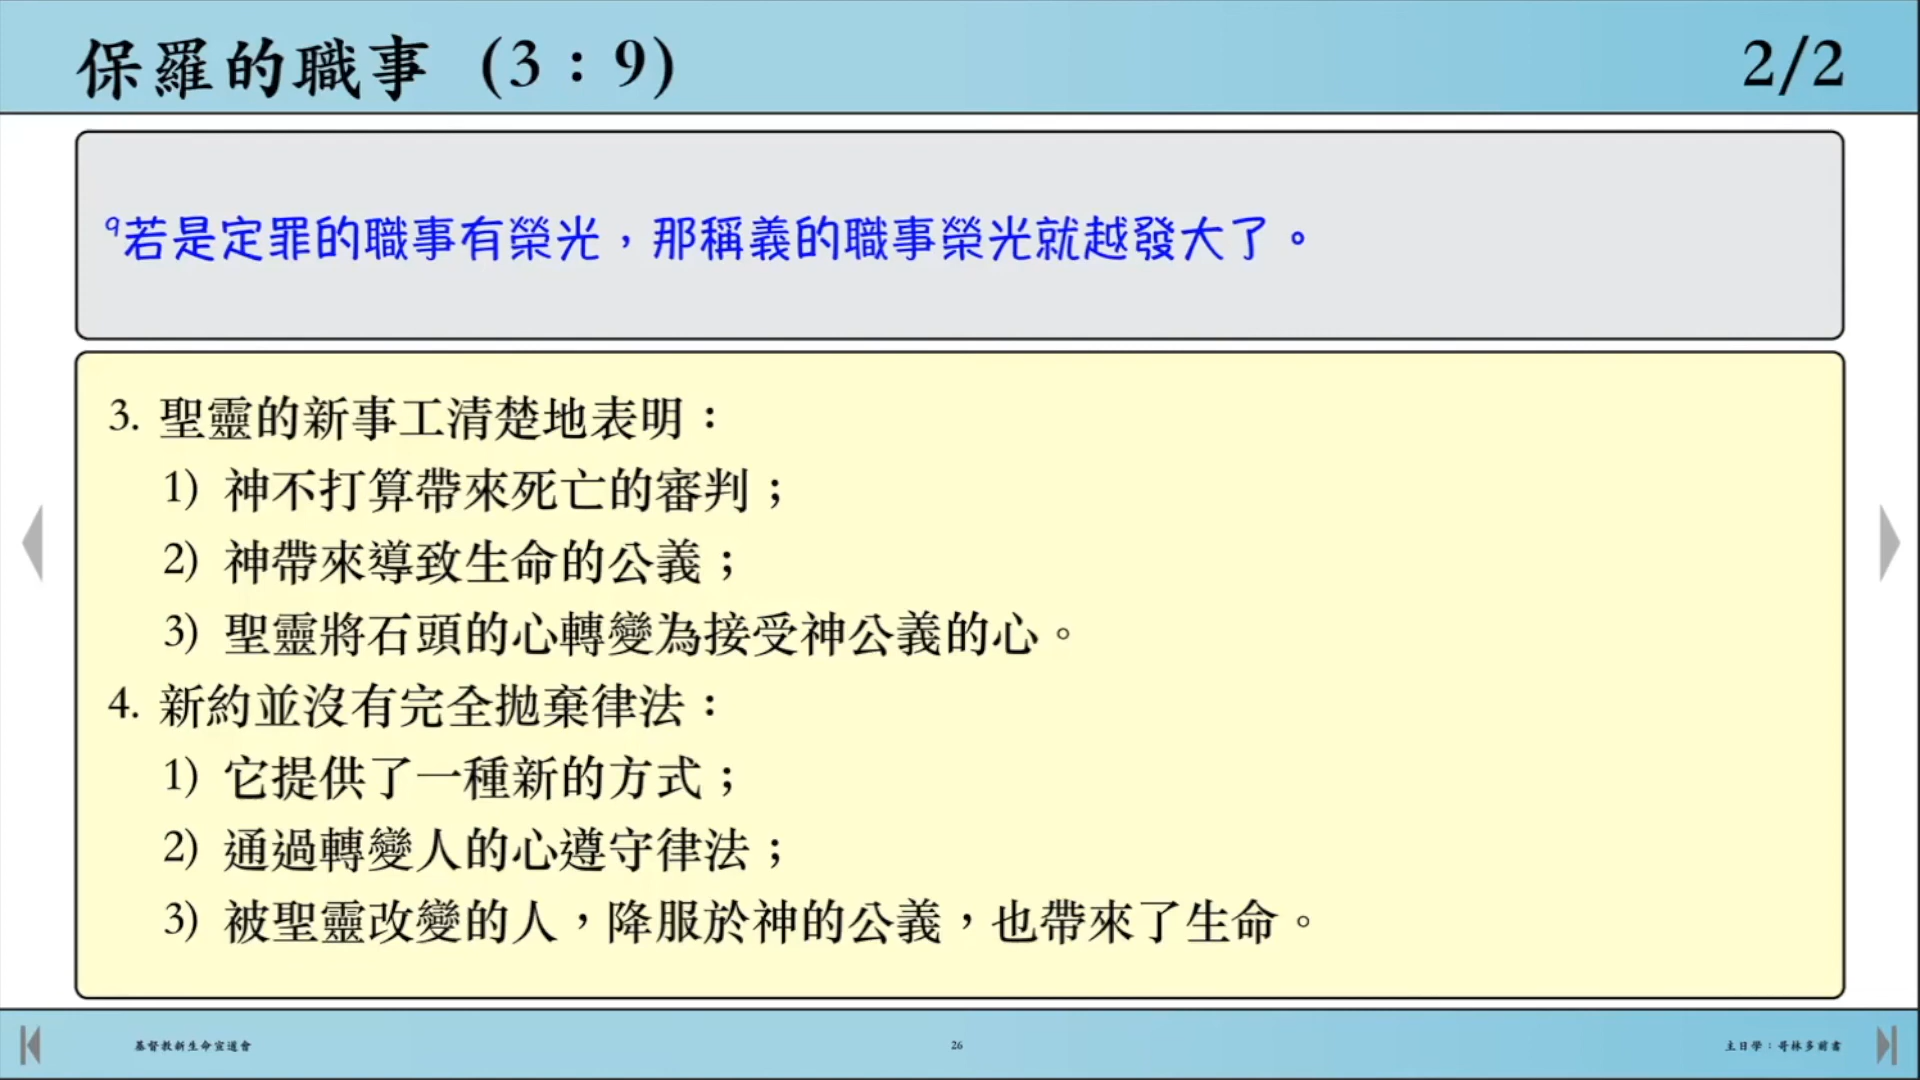 保羅的職事 (3：9)
2/2
9若是定罪的職事有榮光，那稱義的職事榮光就越發大了。
3. 聖靈的新事工清楚地表明：
1) 神不打算帶來死亡的審判；
2) 神帶來導致生命的公義；
3) 聖靈將石頭的心轉變為接受神公義的心。
4. 新約並沒有完全拋棄律法：
1) 它提供了一種新的方式；
2) 通過轉變人的心遵守律法；
3) 被聖靈改變的人，降服於神的公義，也帶來了生命。
基督教新生命宣道會
26
主日學：哥林多前書